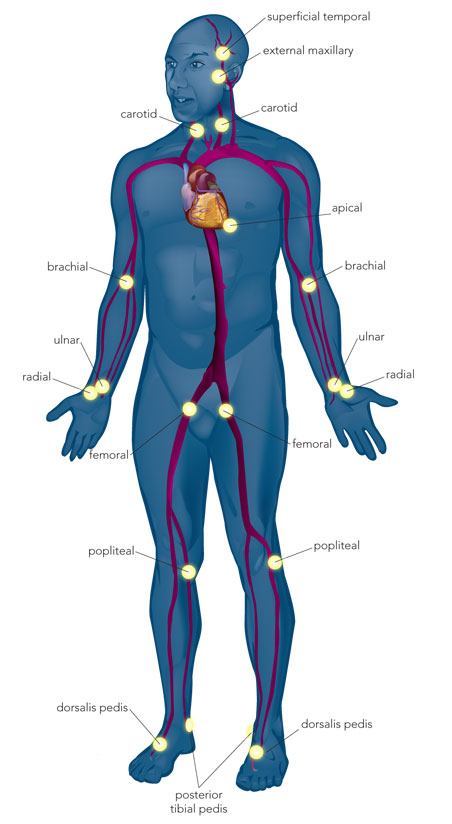 superficial temporal
external maxillary
carotid
carotid
apical
brachial
brachial
ulnar
ulnar
radial
radial
femoral
femoral
popliteal
popliteal
dorsalis pedis
dorsalis pedis
posterior
tibial pedis